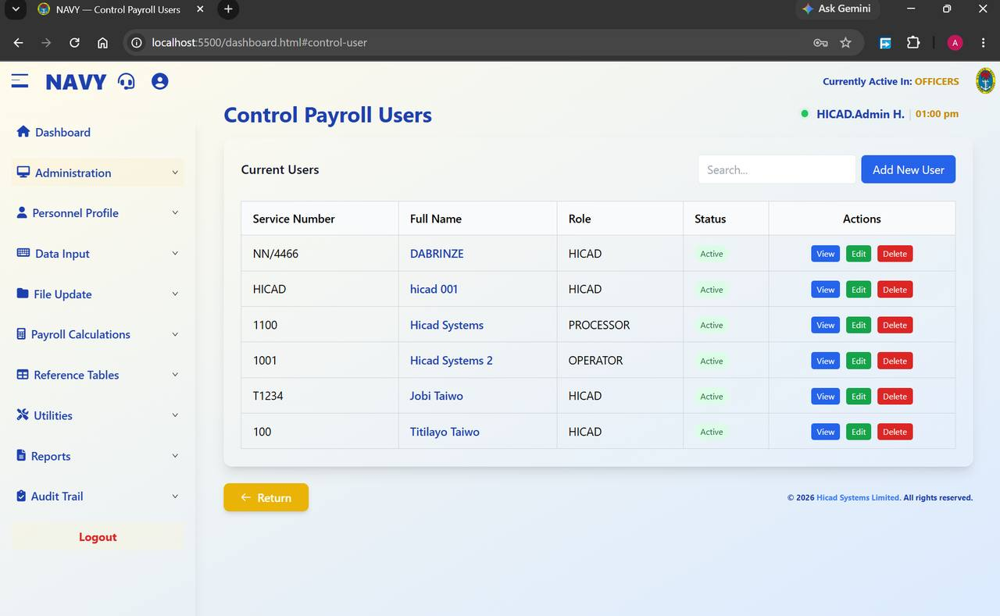 NAVY — Control Payroll Users
Ask Gemini
localhost:5500/dashboard.html#control-user
A
NAVY
Currently Active In: OFFICERS
Control Payroll Users
HICAD.Admin H. | 01:00 pm
Dashboard
Administration
Personnel Profile
Data Input
File Update
Payroll Calculations
Reference Tables
Utilities
Reports
Audit Trail
Logout
Current Users
Search...
Add New User
Service Number Full Name Role Status Actions
NN/4466 DABRINZE HICAD Active View Edit Delete
HICAD hicad 001 HICAD Active View Edit Delete
1100 Hicad Systems PROCESSOR Active View Edit Delete
1001 Hicad Systems 2 OPERATOR Active View Edit Delete
T1234 Jobi Taiwo HICAD Active View Edit Delete
100 Titilayo Taiwo HICAD Active View Edit Delete
← Return
© 2026 Hicad Systems Limited. All rights reserved.